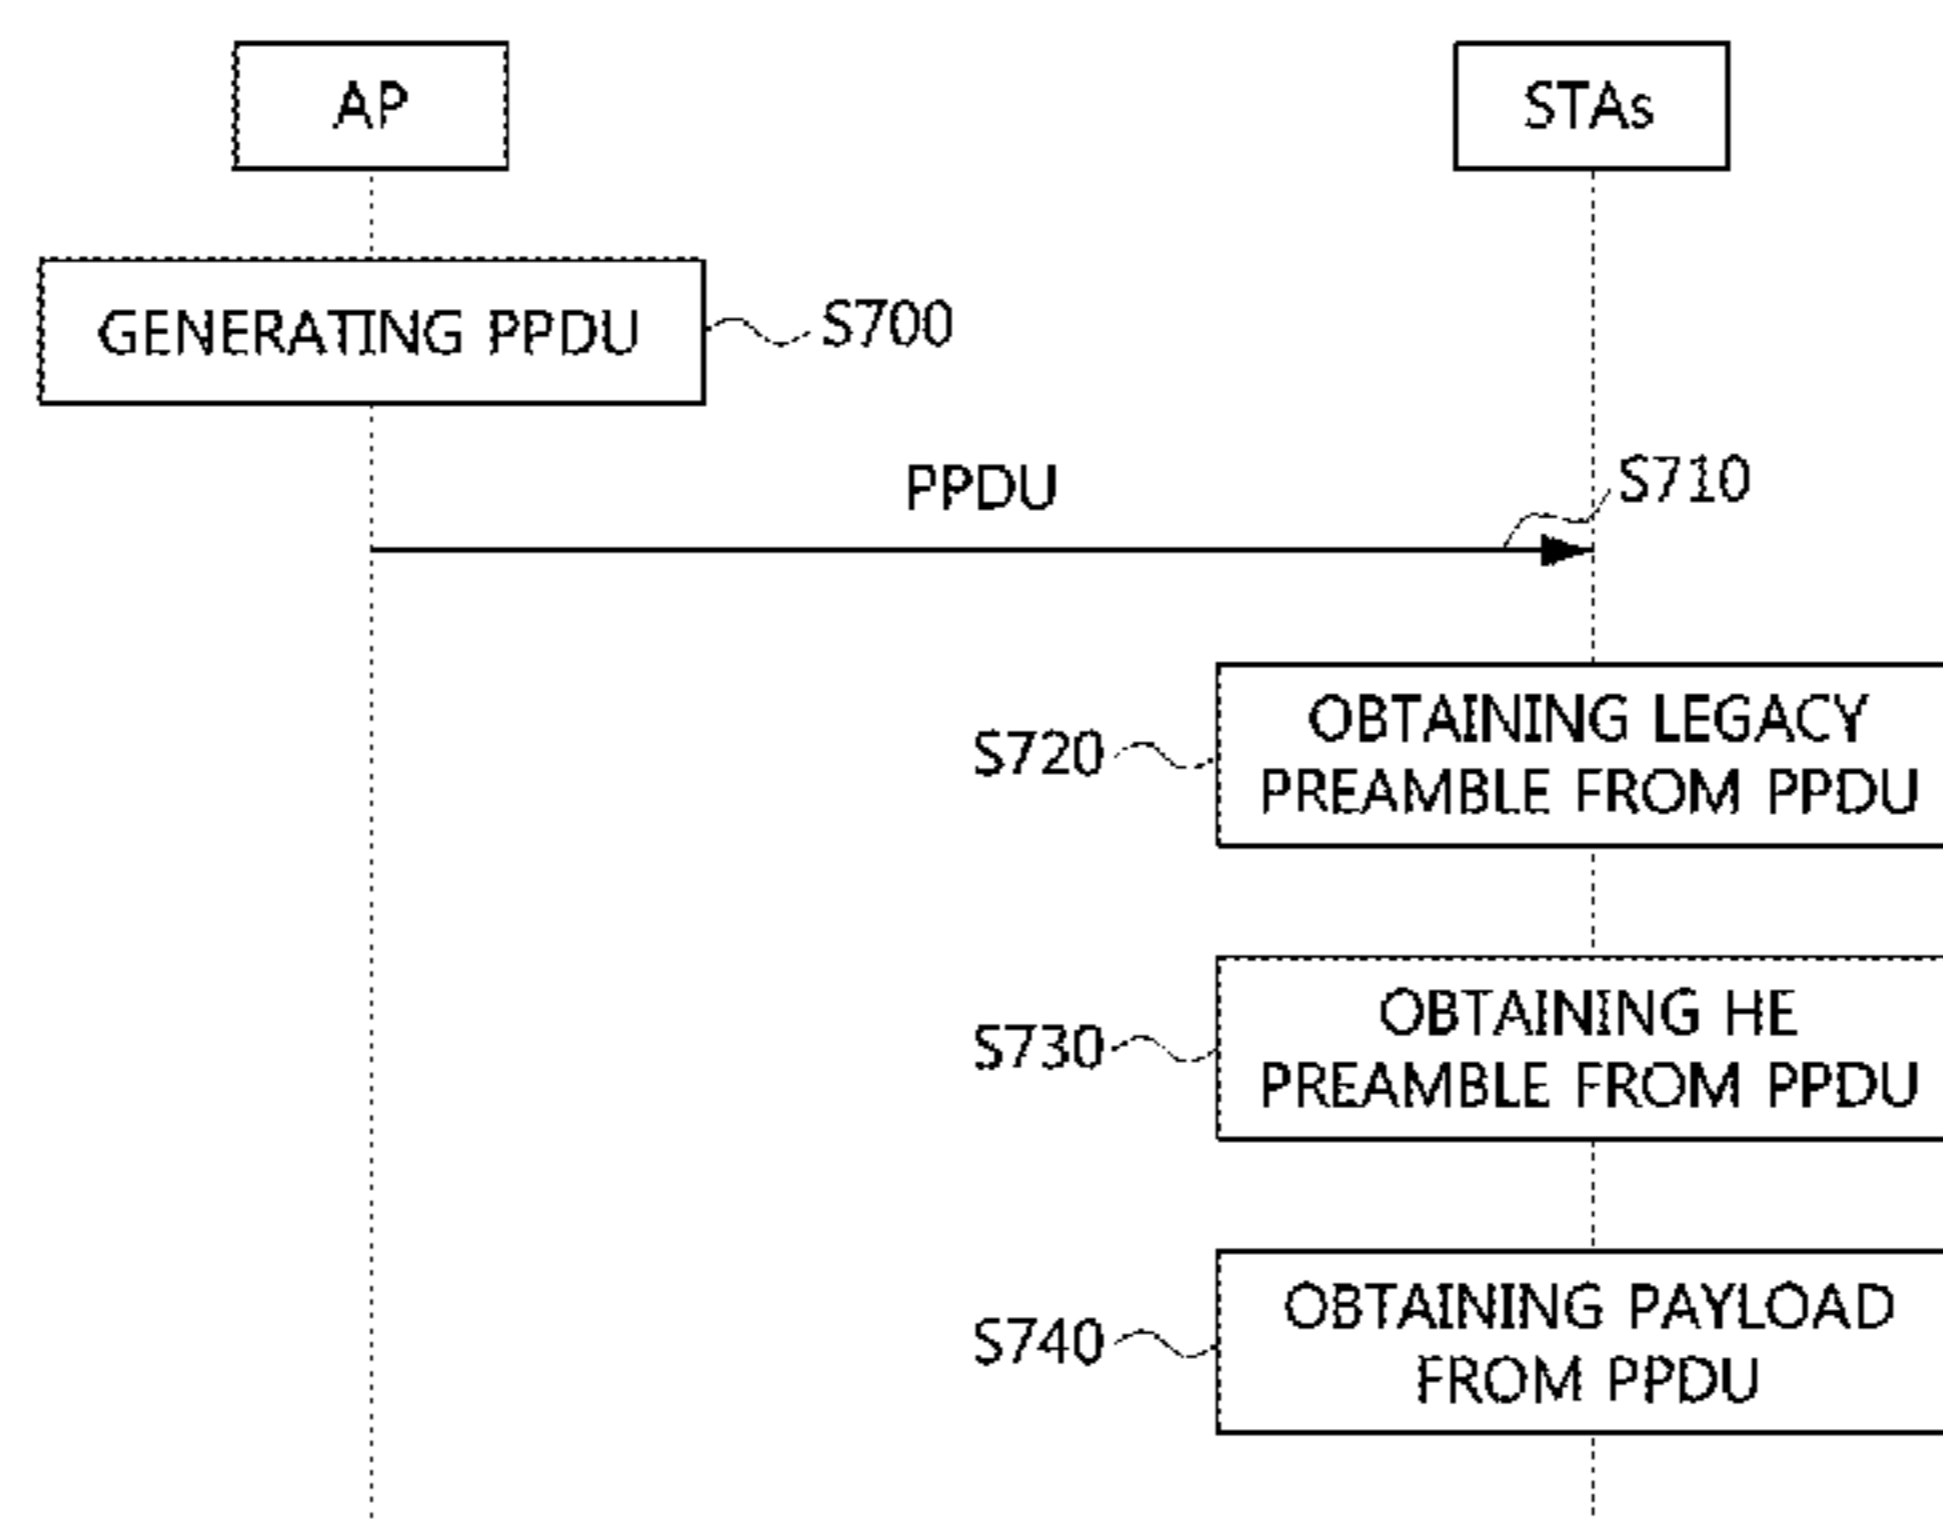 AP
STAs
GENERATING PPDU
S700
PPDU
S710
S720
OBTAINING LEGACY
PREAMBLE FROM PPDU
S730
OBTAINING HE
PREAMBLE FROM PPDU
S740
OBTAINING PAYLOAD
FROM PPDU